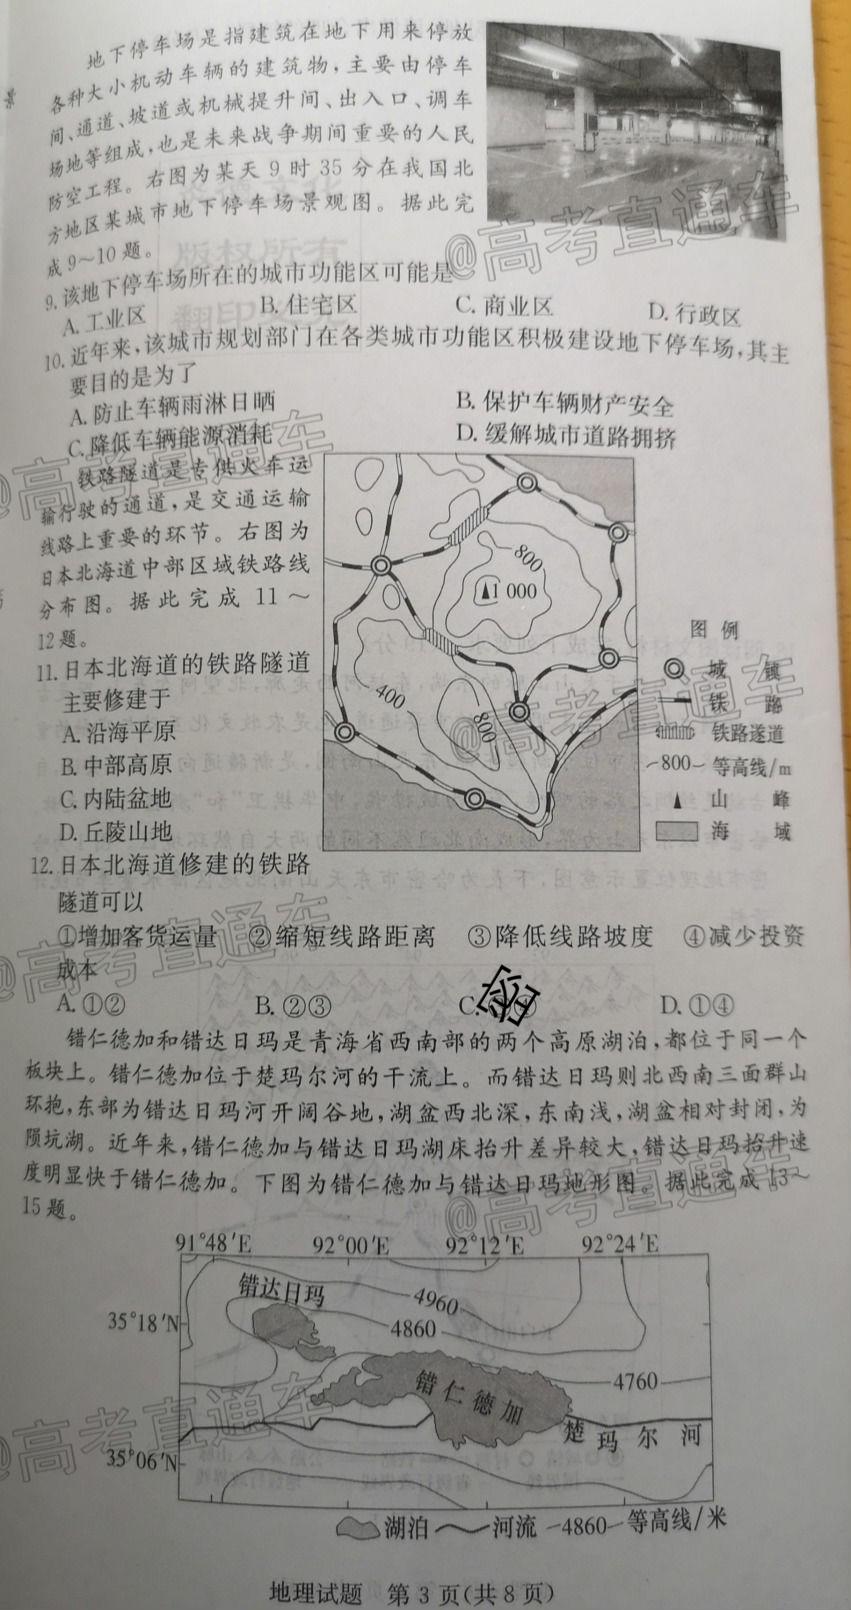 地下停车场是指建筑在地下用来停放
各种大小机动车辆的建筑物，主要由停车
间、通道、坡道或机械提升间、出入口、调车
场地等组成，也是未来战争期间重要的人民
防空工程。右图为某天9时35分在我国北
方地区某城市地下停车场景观图。据此完
成9～10题。
9.该地下停车场所在的城市功能区可能是
A.工业区 B.住宅区 C.商业区 D.行政区
10.近年来，该城市规划部门在各类城市功能区积极建设地下停车场，其主
要目的是为了
A.防止车辆雨淋日晒 B.保护车辆财产安全
C.降低车辆能源消耗 D.缓解城市道路拥挤
铁路隧道是专供火车运
输行驶的通道，是交通运输
线路上重要的环节。右图为
日本北海道中部区域铁路线
分布图。据此完成11～
12题。
11.日本北海道的铁路隧道
主要修建于
A.沿海平原
B.中部高原
C.内陆盆地
D.丘陵山地
800
1 000
400
800
图例
城镇
铁路
铁路隧道
800 等高线/m
山峰
海域
12.日本北海道修建的铁路
隧道可以
①增加客货运量 ②缩短线路距离 ③降低线路坡度 ④减少投资
成本
A.①② B.②③ C. D.①④
错仁德加和错达日玛是青海省西南部的两个高原湖泊，都位于同一个
板块上。错仁德加位于楚玛尔河的干流上。而错达日玛则北西南三面群山
环抱，东部为错达日玛河开阔谷地，湖盆西北深，东南浅，湖盆相对封闭，为
陨坑湖。近年来，错仁德加与错达日玛湖床抬升差异较大，错达日玛抬升速
度明显快于错仁德加。下图为错仁德加与错达日玛地形图。据此完成13～
15题。
91°48′E 92°00′E 92°12′E 92°24′E
35°18′N
35°06′N
错达日玛
4960
4860
4760
错仁德加
楚玛尔河
湖泊 河流 4860 等高线/米
地理试题 第3页(共8页)
@高考直通车
@高考直通车
@高考直通车
@高考直通车
@高考直通车
@高考直通车
版权所有
翻印